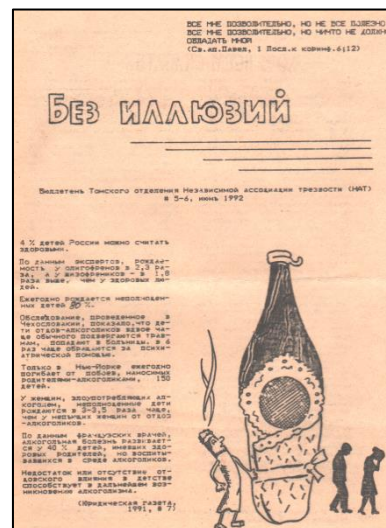 ВСЕ МНЕ ПОЗВОЛИТЕЛЬНО, НО НЕ ВСЕ ПОЛЕЗНО
ВСЕ МНЕ ПОЗВОЛИТЕЛЬНО, НО НИЧТО НЕ ДОЛЖНО
ОБЛАДАТЬ МНОЙ
(Св.ап.Павел, 1 Посл.к коринф.6;12)
БЕЗ ИЛЛЮЗИЙ
Бюллетень Томского отделения Независимой ассоциации трезвости (НАТ)
№ 5-6, июнь 1992
4 % детей России можно считать
здоровыми.
По данным экспертов, рождае-
мость у олигофренов в 2,3 ра-
за, а у шизофреников - в 1,8
раза выше, чем у здоровых лю-
дей.
Ежегодно рождается неполноцен-
ных детей %.
Обследование, проведенное в
Чехословакии, показало,что де-
ти отцов-алкоголиков вдвое ча-
ще обычного подвергаются трав-
мам, попадают в больницы, в 6
раз чаще обращаются за психи-
атрической помощью.
Только в Нью-Йорке ежегодно
погибает от побоев, наносимых
родителями-алкоголиками, 150
детей.
У женщин, злоупотребляющих ал-
коголем, неполноценные дети
рождаются в 3-3,5 раза чаще,
чем у непьющих женщин от отцов
-алкоголиков.
По данным французских врачей,
алкогольная болезнь развивает-
ся у 40 % детей, имеющих здо-
ровых родителей, но воспиты-
вающихся в среде алкоголиков.
Недостаток или отсутствие от-
цовского влияния в детстве
способствует в дальнейшем воз-
никновению алкоголизма.
(Юридическая газета,
1991, № 7)